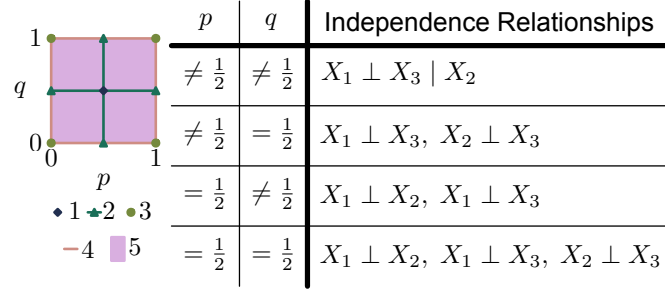 1
q
0
0 1
p
1 2 3
4 5
p q Independence Relationships
≠ 1/2 ≠ 1/2 X₁ ⊥ X₃ | X₂
≠ 1/2 = 1/2 X₁ ⊥ X₃, X₂ ⊥ X₃
= 1/2 ≠ 1/2 X₁ ⊥ X₂, X₁ ⊥ X₃
= 1/2 = 1/2 X₁ ⊥ X₂, X₁ ⊥ X₃, X₂ ⊥ X₃